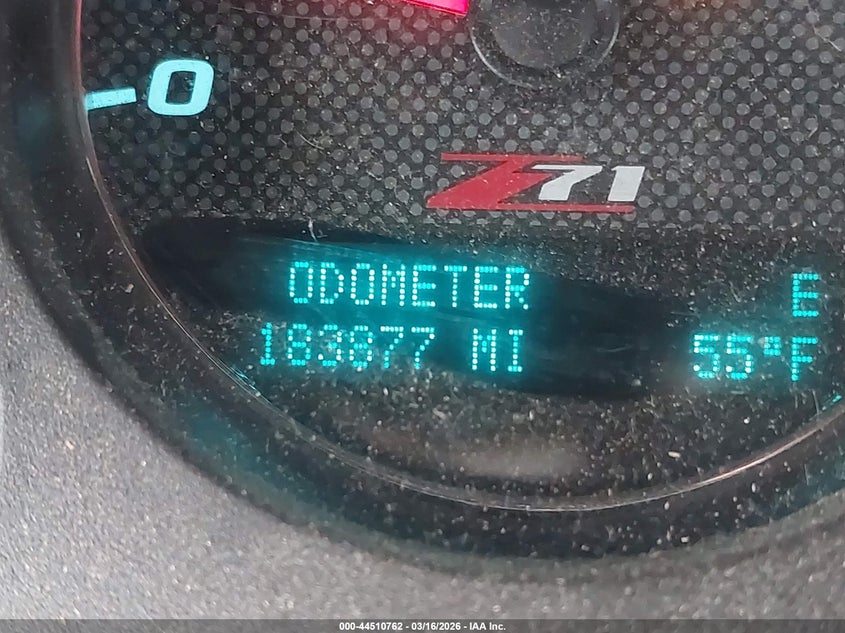 0
Z71
ODOMETER E
183877 MI 55°F
000-44510762 - 03/16/2026 - IAA Inc.